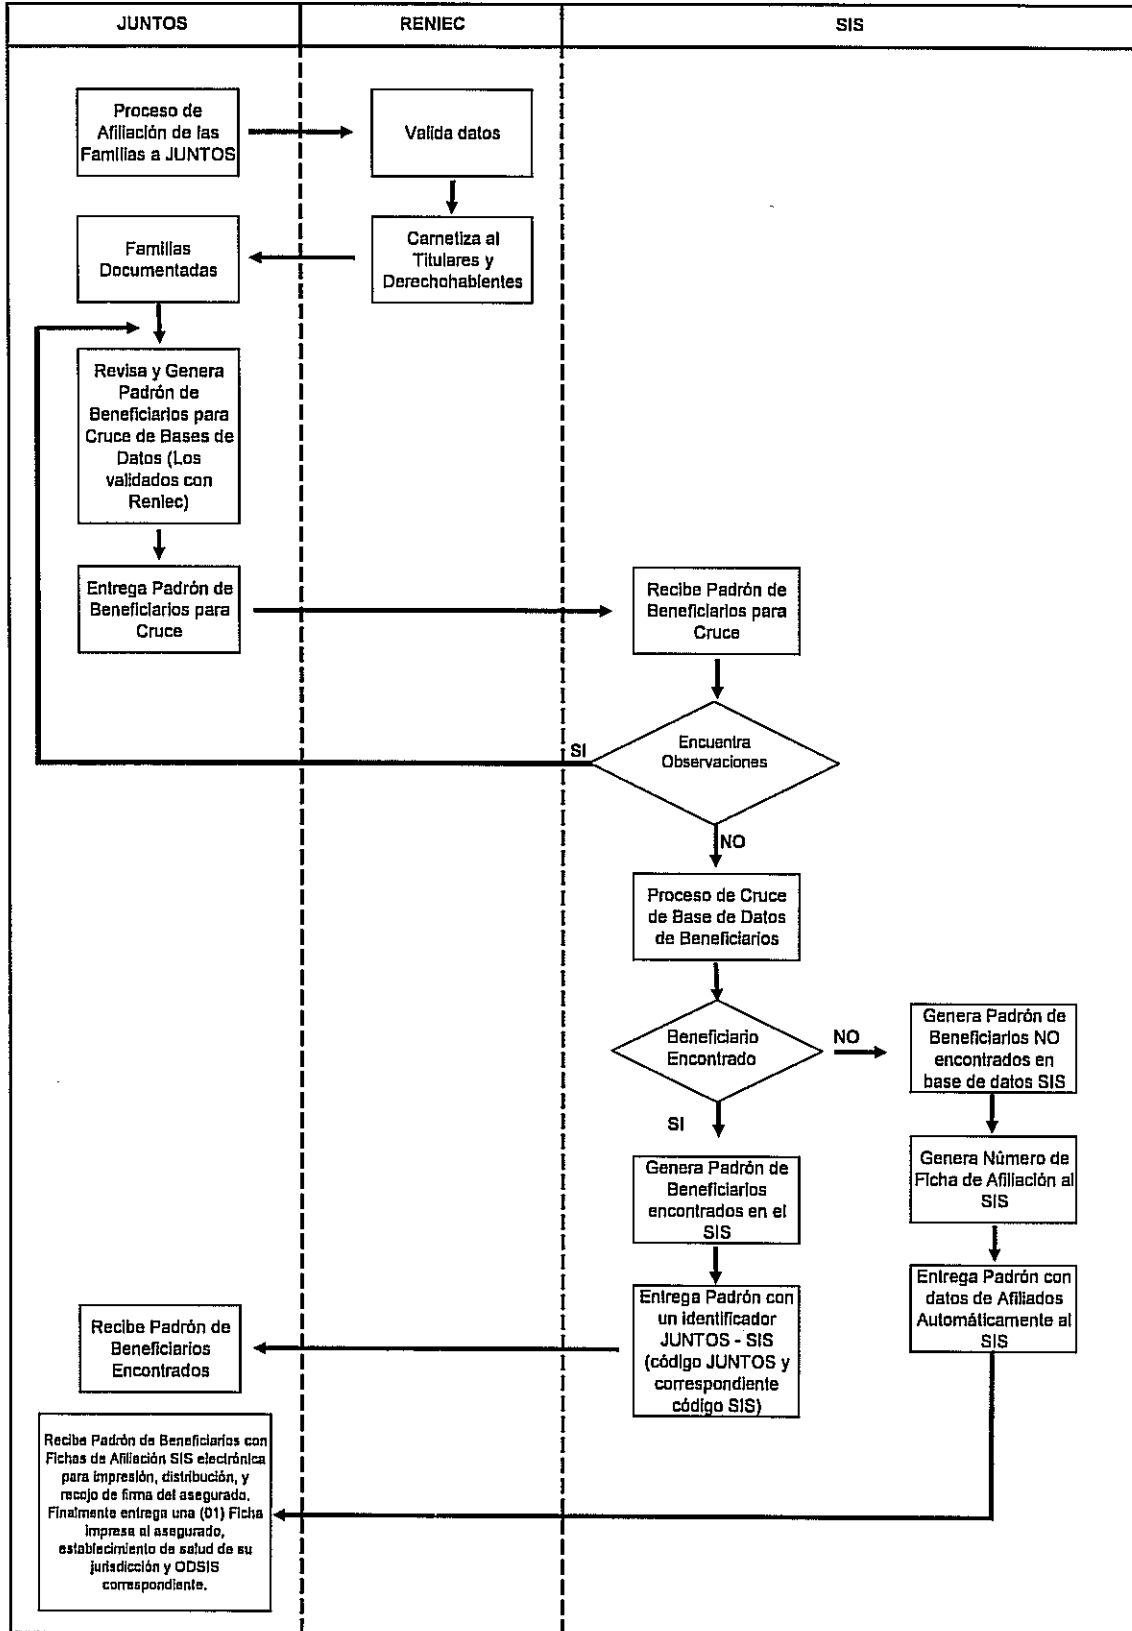 JUNTOS
RENIEC
SIS
Proceso de
Afiliación de las
Familias a JUNTOS
Valida datos
Familias
Documentadas
Carnetiza al
Titulares y
Derechohabientes
Revisa y Genera
Padrón de
Beneficiarios para
Cruce de Bases de
Datos (Los
validados con
Reniec)
Entrega Padrón de
Beneficiarios para
Cruce
Recibe Padrón de
Beneficiarios para
Cruce
Encuentra
Observaciones
SI
NO
Proceso de Cruce
de Base de Datos
de Beneficiarios
Beneficiario
Encontrado
NO
Genera Padrón de
Beneficiarios NO
encontrados en
base de datos SIS
SI
Genera Padrón de
Beneficiarios
encontrados en el
SIS
Genera Número de
Ficha de Afiliación al
SIS
Entrega Padrón con
un identificador
JUNTOS - SIS
(código JUNTOS y
correspondiente
código SIS)
Entrega Padrón con
datos de Afiliados
Automáticamente al
SIS
Recibe Padrón de
Beneficiarios
Encontrados
Recibe Padrón de Beneficiarios con
Fichas de Afiliación SIS electrónica
para impresión, distribución, y
recojo de firma del asegurado.
Finalmente entrega una (01) Ficha
impresa al asegurado,
establecimiento de salud de su
jurisdicción y ODSIS
correspondiente.